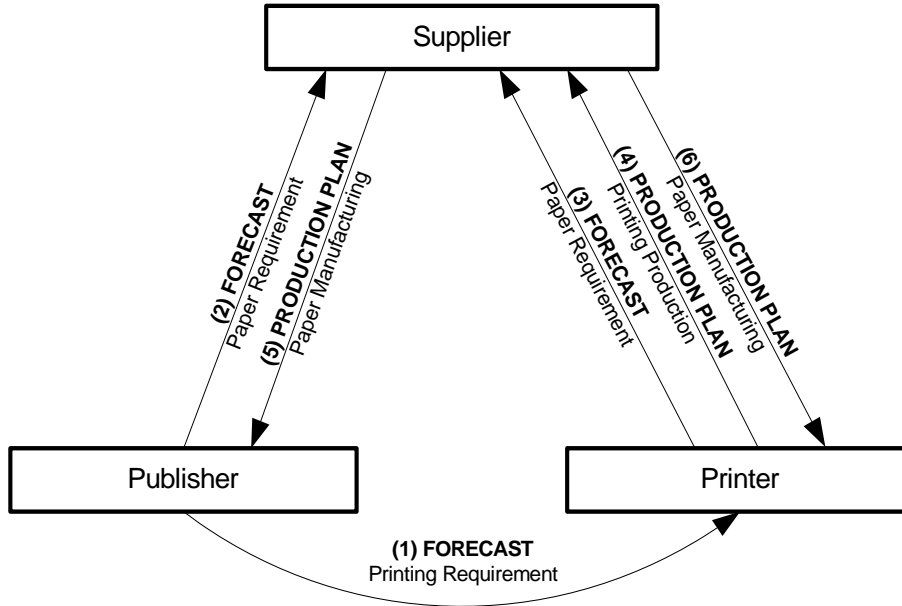 Supplier
(2) FORECAST
Paper Requirement
(5) PRODUCTION PLAN
Paper Manufacturing
(3) FORECAST
Paper Requirement
(4) PRODUCTION PLAN
Printing Production
(6) PRODUCTION PLAN
Paper Manufacturing
Publisher
Printer
(1) FORECAST
Printing Requirement